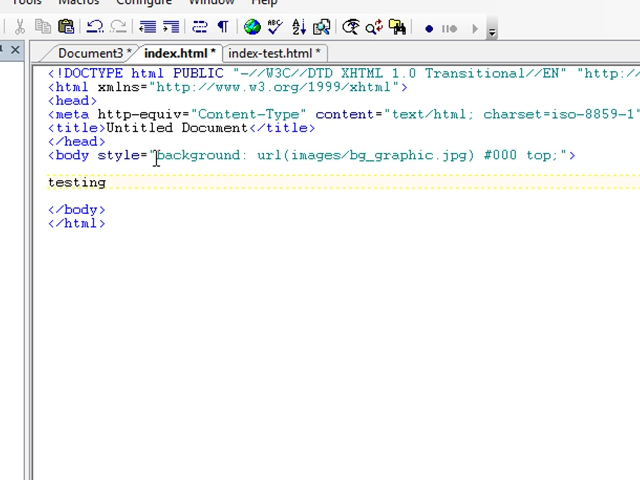 Tools Macros Configure Window Help
Document3 * index.html * index-test.html *
<!DOCTYPE html PUBLIC "-//W3C//DTD XHTML 1.0 Transitional//EN" "http://
<html xmlns="http://www.w3.org/1999/xhtml">
<head>
<meta http-equiv="Content-Type" content="text/html; charset=iso-8859-1"
<title>Untitled Document</title>
</head>
<body style="background: url(images/bg_graphic.jpg) #000 top;">
testing
</body>
</html>